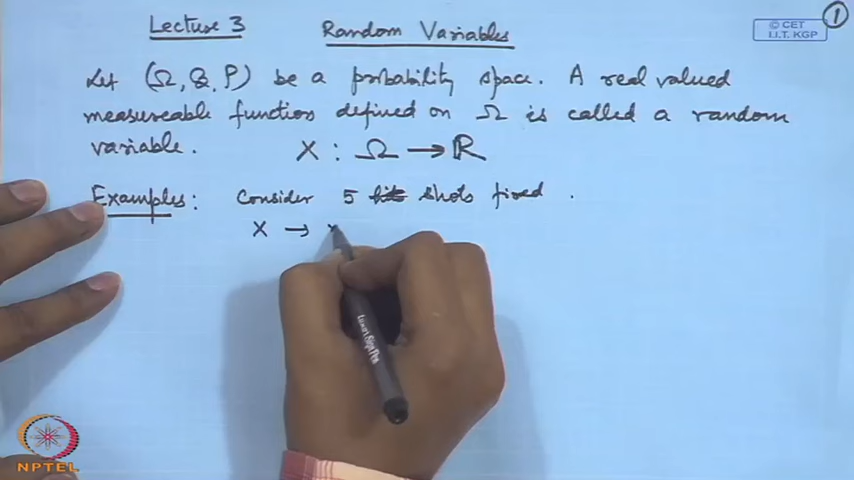 Lecture 3 Random Variables
1
© CET
I.I.T. KGP
Let (Ω, B, P) be a probability space. A real valued
measureable function defined on Ω is called a random
variable. X : Ω → ℝ
Examples: Consider 5 shots fired .
X →
NPTEL